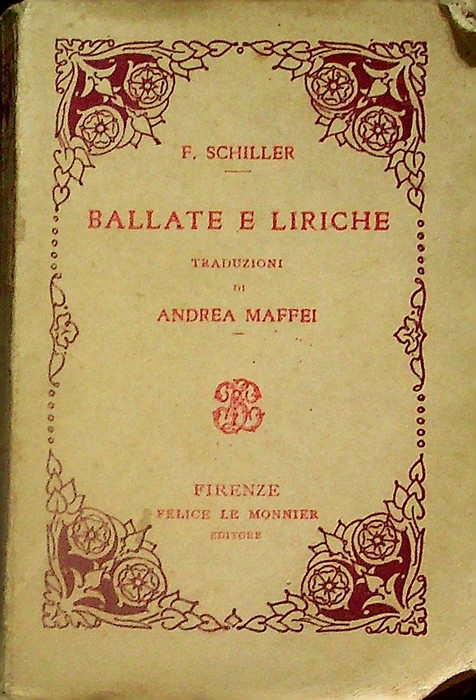 F. SCHILLER
BALLATE E LIRICHE
TRADUZIONI
DI
ANDREA MAFFEI
FIRENZE
FELICE LE MONNIER
EDITORE